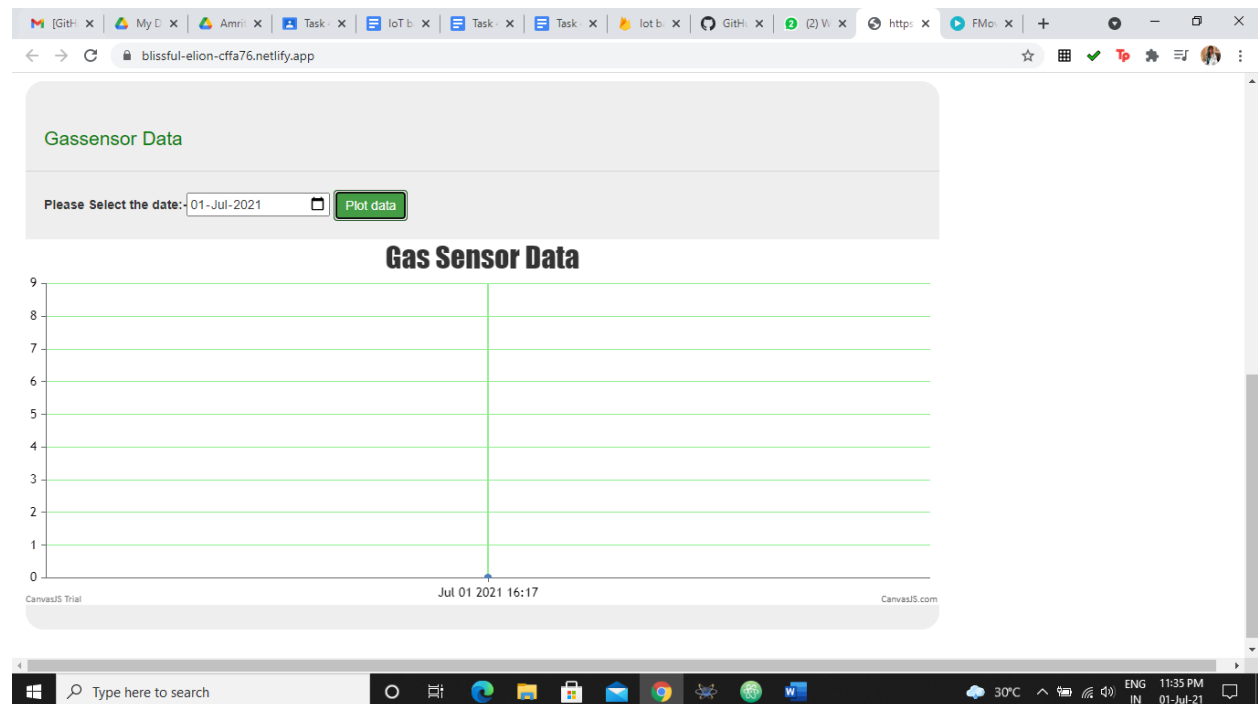 [GitH
My D
Amrit
Task
IoT b
Task
Task
Iot b
GitHu
(2) W
https
FMov
blissful-elion-cffa76.netlify.app
Gassensor Data
Please Select the date:- 01-Jul-2021 Plot data
Gas Sensor Data
9
8
7
6
5
4
3
2
1
0
Jul 01 2021 16:17
CanvasJS Trial
CanvasJS.com
Type here to search
30°C
ENG
IN
11:35 PM
01-Jul-21